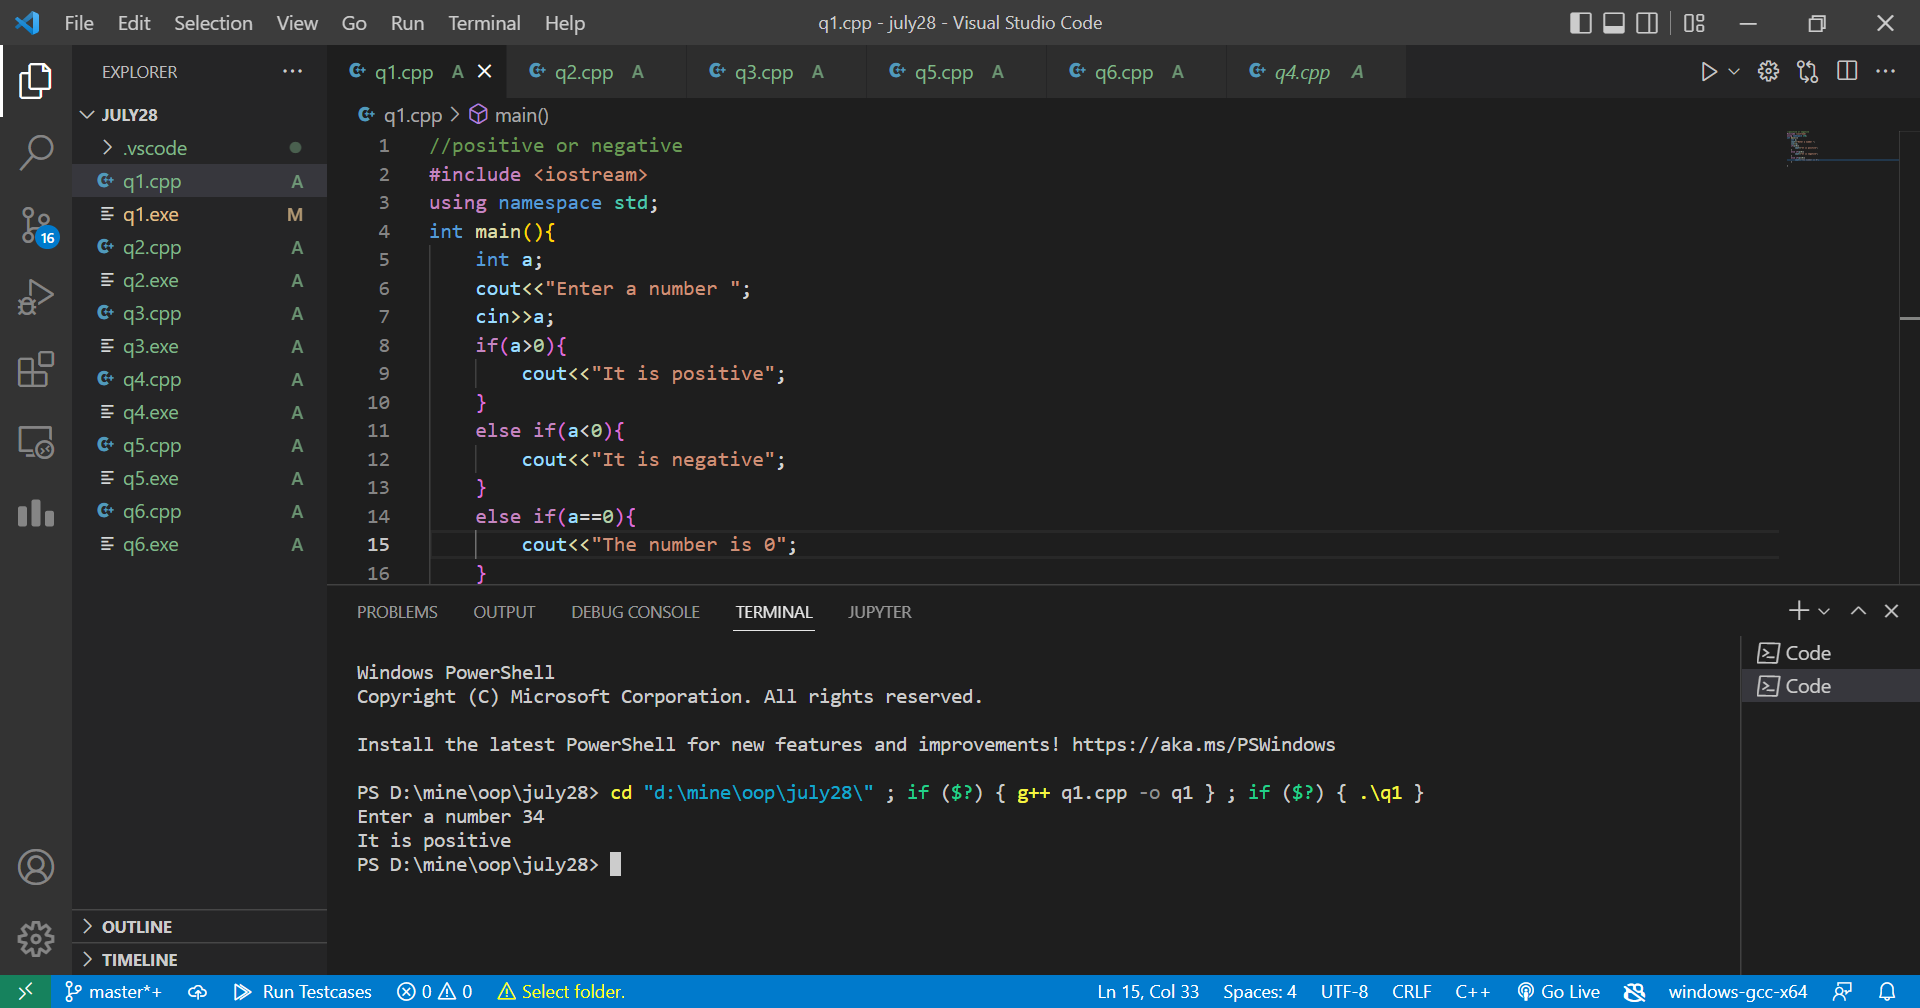 File Edit Selection View Go Run Terminal Help
q1.cpp - july28 - Visual Studio Code
EXPLORER
JULY28
.vscode
q1.cpp A
q1.exe M
q2.cpp A
q2.exe A
q3.cpp A
q3.exe A
q4.cpp A
q4.exe A
q5.cpp A
q5.exe A
q6.cpp A
q6.exe A
OUTLINE
TIMELINE
16
q1.cpp A q2.cpp A q3.cpp A q5.cpp A q6.cpp A q4.cpp A
q1.cpp > main()
1 //positive or negative
2 #include <iostream>
3 using namespace std;
4 int main(){
5 int a;
6 cout<<"Enter a number ";
7 cin>>a;
8 if(a>0){
9 cout<<"It is positive";
10 }
11 else if(a<0){
12 cout<<"It is negative";
13 }
14 else if(a==0){
15 cout<<"The number is 0";
16 }
PROBLEMS OUTPUT DEBUG CONSOLE TERMINAL JUPYTER
Windows PowerShell
Copyright (C) Microsoft Corporation. All rights reserved.
Install the latest PowerShell for new features and improvements! https://aka.ms/PSWindows
PS D:\mine\oop\july28> cd "d:\mine\oop\july28\" ; if ($?) { g++ q1.cpp -o q1 } ; if ($?) { .\q1 }
Enter a number 34
It is positive
PS D:\mine\oop\july28>
Code
Code
master*+ Run Testcases 0 0 Select folder. Ln 15, Col 33 Spaces: 4 UTF-8 CRLF C++ Go Live windows-gcc-x64